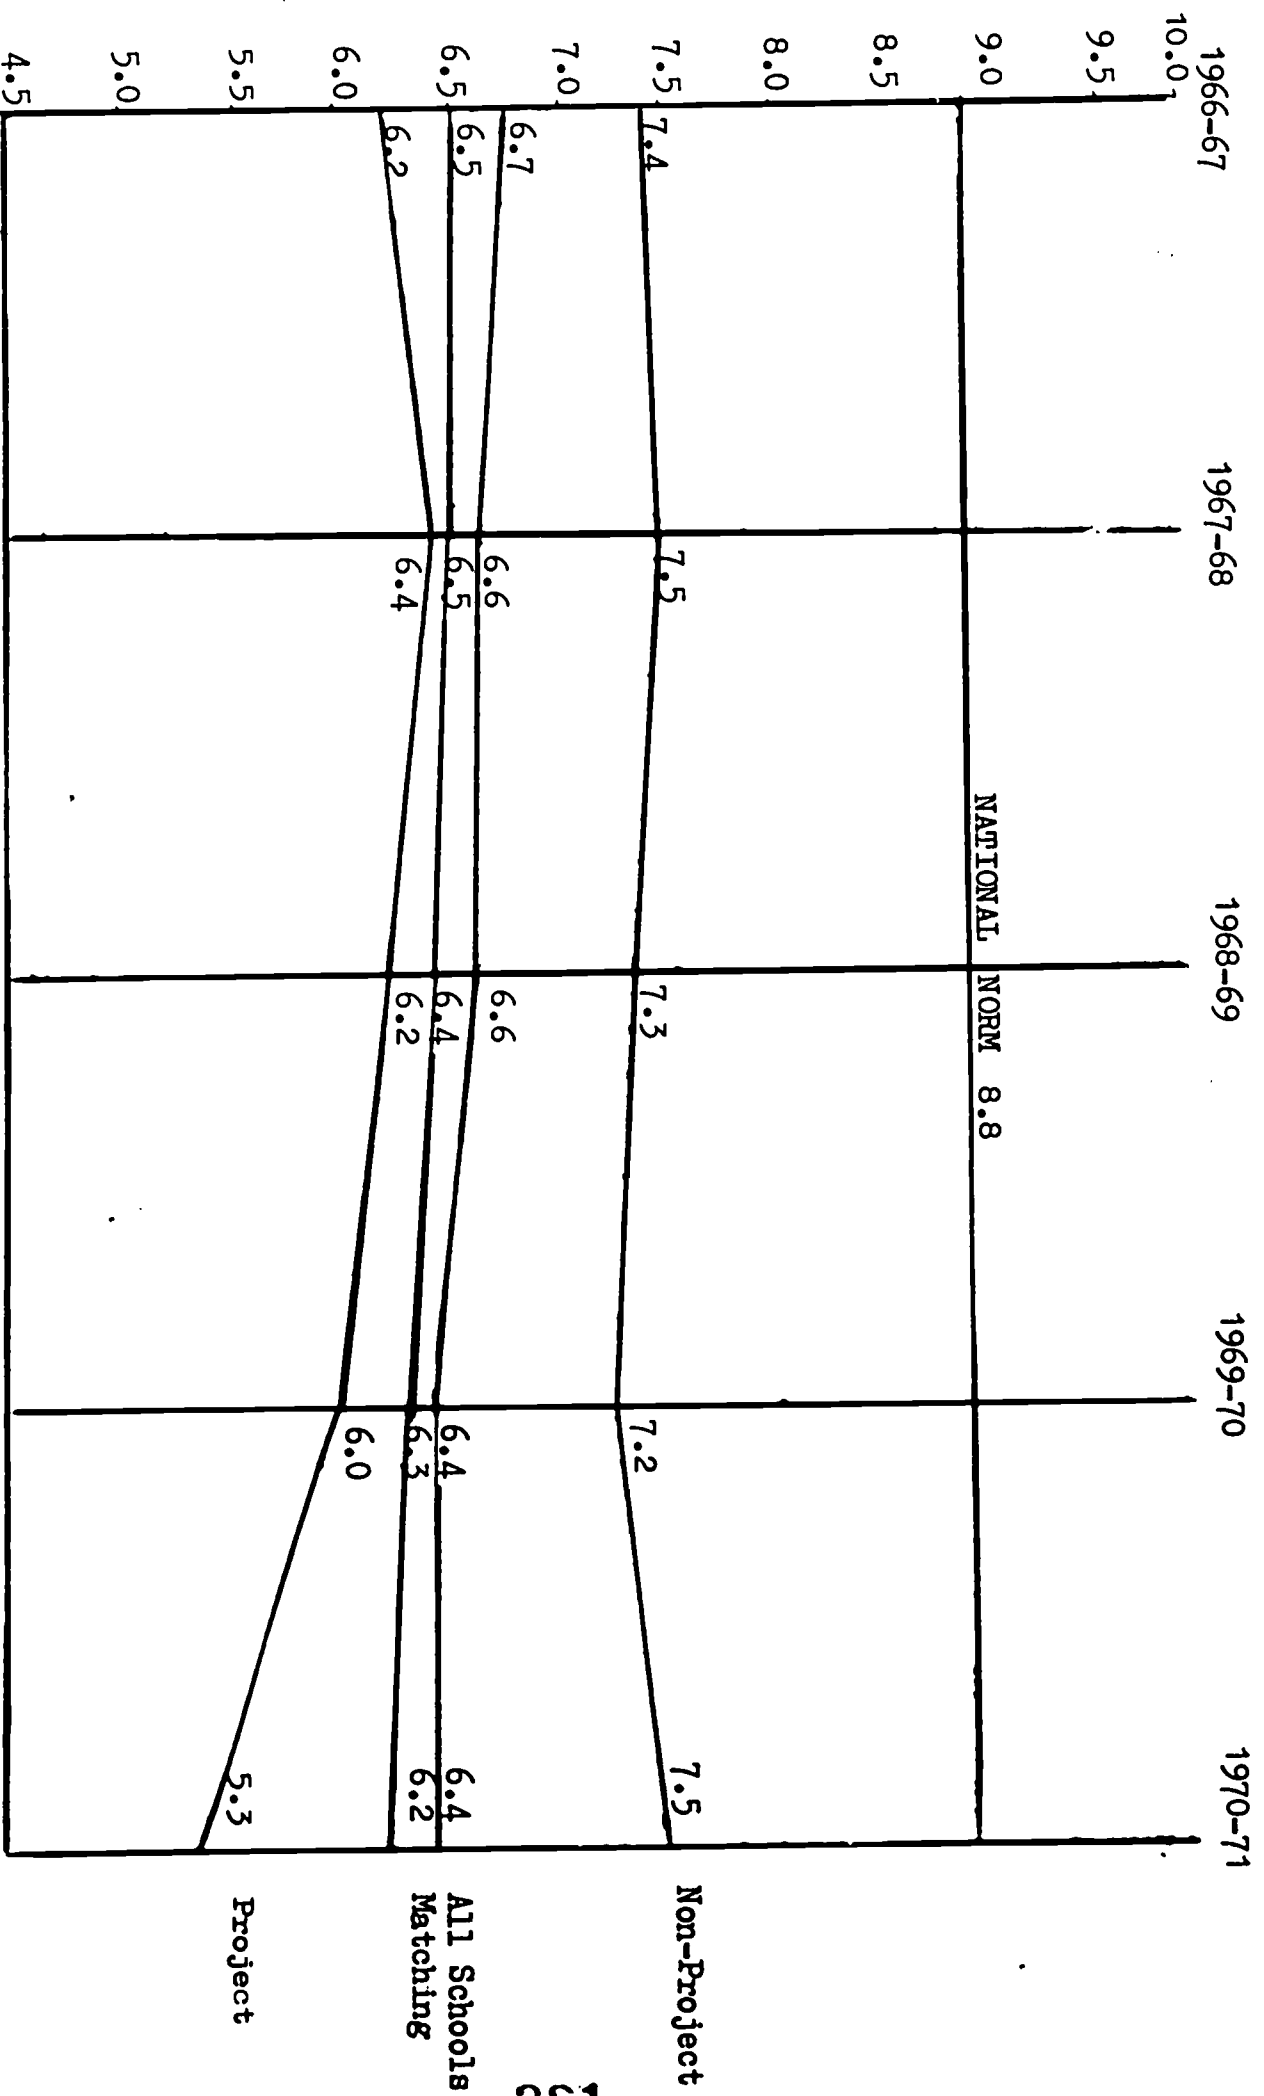 1966-67 1967-68 1968-69 1969-70 1970-71
10.0
9.5
9.0
NATIONAL NORM 8.8
8.5
8.0
7.5
7.4 7.5 7.3 7.2 7.5 Non-Project
7.0
6.7 6.6 6.6 6.4 6.4 All Schools
6.5
6.5 6.5 6.4 6.3 6.2 Matching
6.2 6.4 6.2 6.0 5.3 Project
6.0
5.5
5.0
4.5